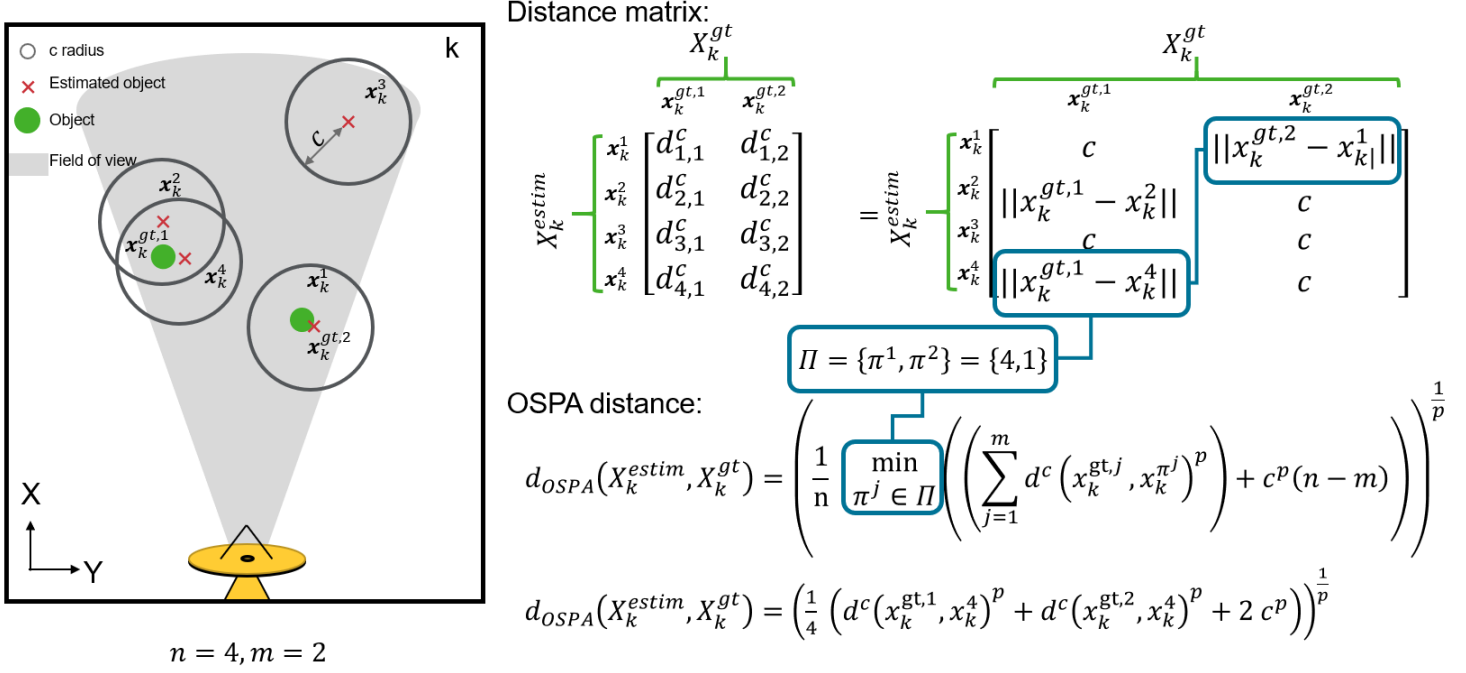 k
c radius
Estimated object
Object
Field of view
x_k^3
C
x_k^2
x_k^{gt,1}
x_k^4
x_k^1
x_k^{gt,2}
X
Y
n = 4, m = 2
Distance matrix:
X_k^{gt}
x_k^{gt,1} x_k^{gt,2}
X_k^{estim}
x_k^1 d_{1,1}^c d_{1,2}^c
x_k^2 d_{2,1}^c d_{2,2}^c
x_k^3 d_{3,1}^c d_{3,2}^c
x_k^4 d_{4,1}^c d_{4,2}^c
=
X_k^{gt}
x_k^{gt,1} x_k^{gt,2}
X_k^{estim}
x_k^1 c ||x_k^{gt,2} − x_{k|}^1||
x_k^2 ||x_k^{gt,1} − x_k^2|| c
x_k^3 c c
x_k^4 ||x_k^{gt,1} − x_k^4|| c
Π = {π^1, π^2} = {4,1}
OSPA distance:
d_{OSPA}(X_k^{estim}, X_k^{gt}) = (1/n min_{π^j ∈ Π} ((∑_{j=1}^m d^c (x_k^{gt,j}, x_k^{π^j})^p) + c^p(n − m)))^{1/p}
d_{OSPA}(X_k^{estim}, X_k^{gt}) = (1/4 (d^c(x_k^{gt,1}, x_k^4)^p + d^c(x_k^{gt,2}, x_k^4)^p + 2 c^p))^{1/p}